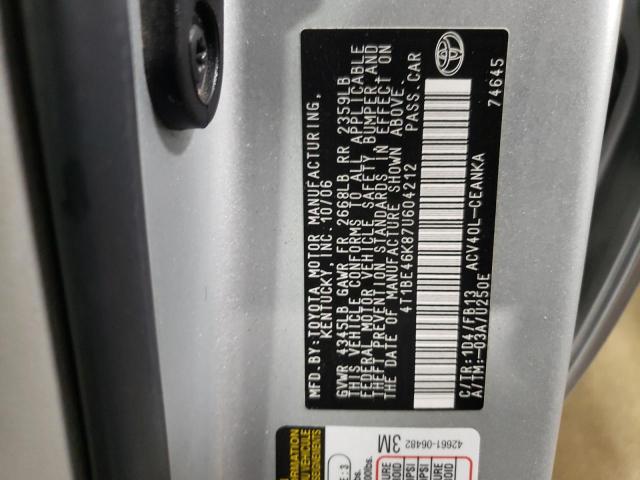 MFD.BY:TOYOTA MOTOR MANUFACTURING,
KENTUCKY, INC. 10/06
GVWR 4345LB GAWR FR 2668LB RR 2359LB
THIS VEHICLE CONFORMS TO ALL APPLICABLE
FEDERAL MOTOR VEHICLE SAFETY BUMPER,AND
THEFT PREVENTION STANDARDS IN EFFECT ON
THE DATE OF MANUFACTURE SHOWN ABOVE.
4T1BE46K87U604212 PASS.CAR
C/TR:1D4/FB13 ACV40L-CEANKA
A/TM:-03A/U250E
74645
42661-06482
3M